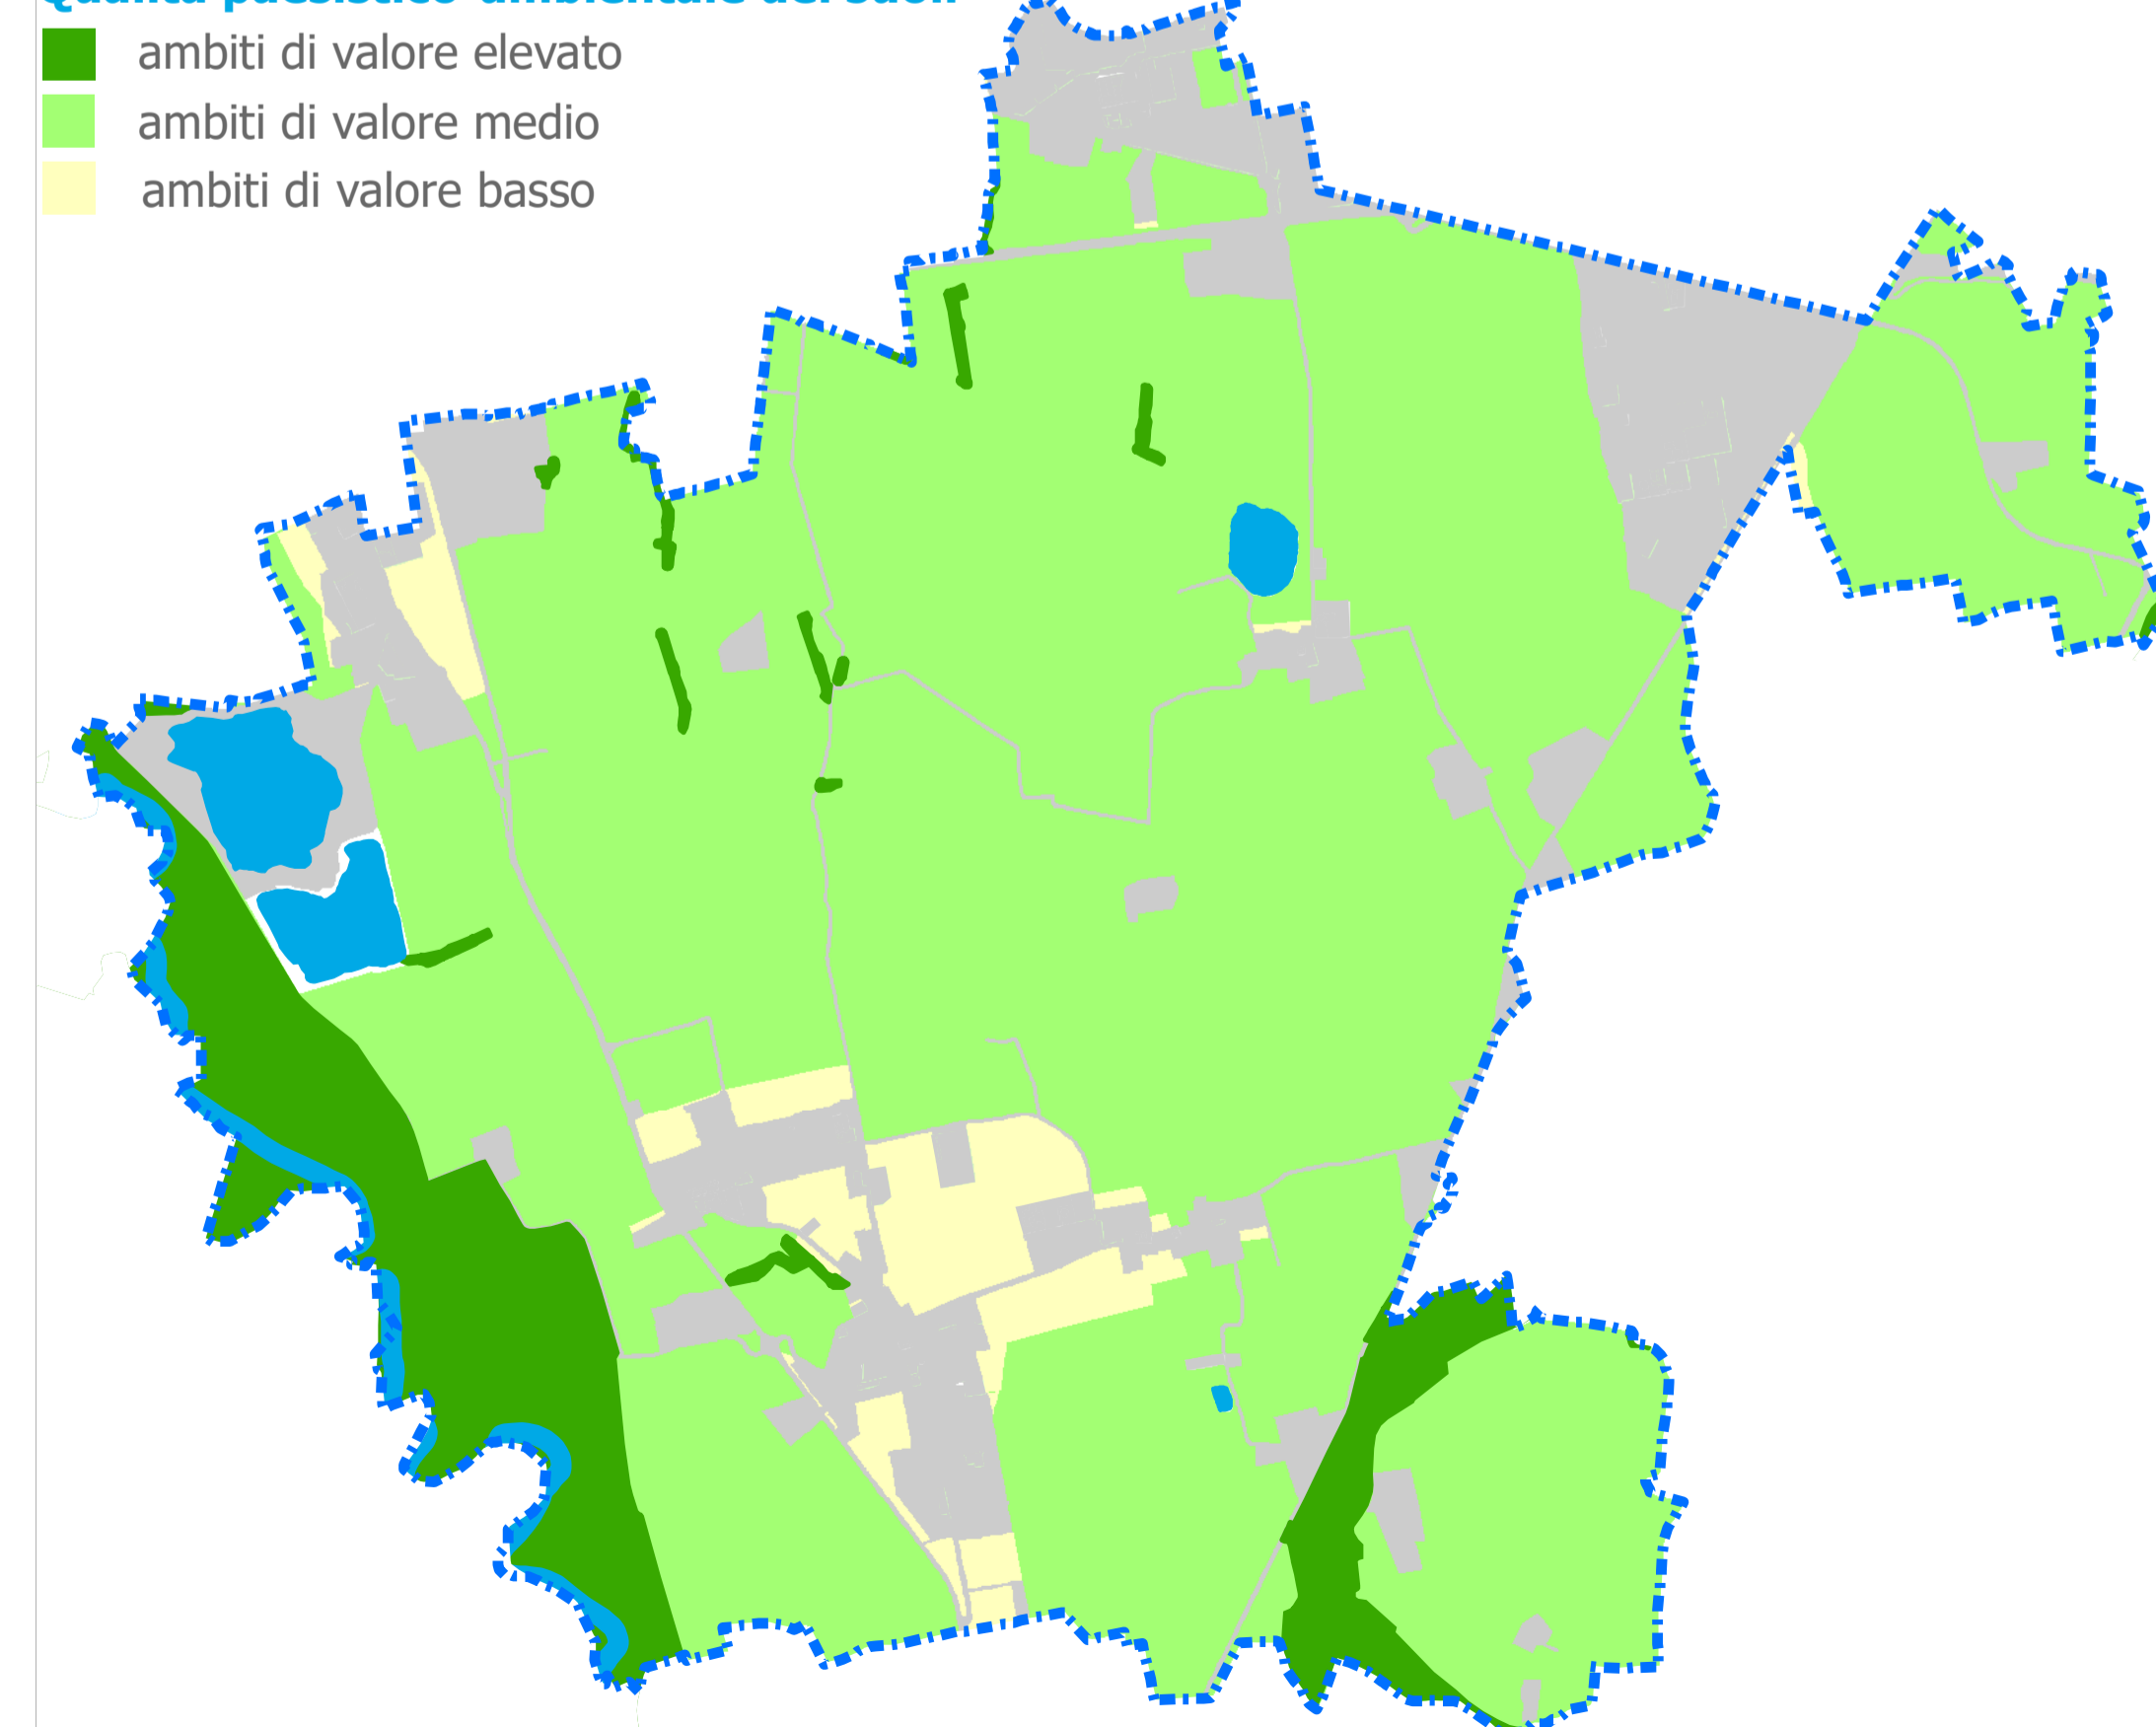 ambiti di valore elevato
ambiti di valore medio
ambiti di valore basso